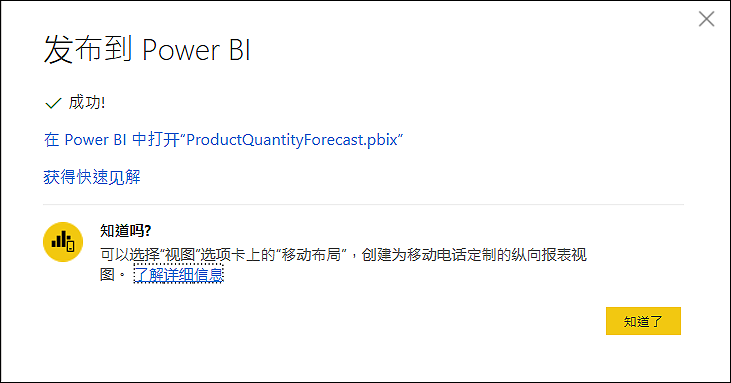 发布到 Power BI
成功!
在 Power BI 中打开“ProductQuantityForecast.pbix”
获得快速见解
知道吗?
可以选择“视图”选项卡上的“移动布局”，创建为移动电话定制的纵向报表视
图。 了解详细信息
知道了